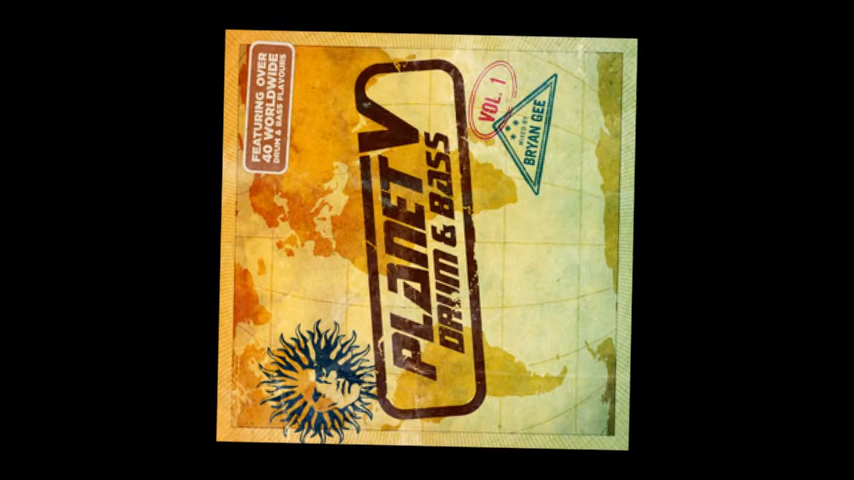 FEATURING OVER
40 WORLDWIDE
DRUM & BASS FLAVOURS
PLANET V
DRUM & BASS
VOL. 1
MIXED BY
BRYAN GEE